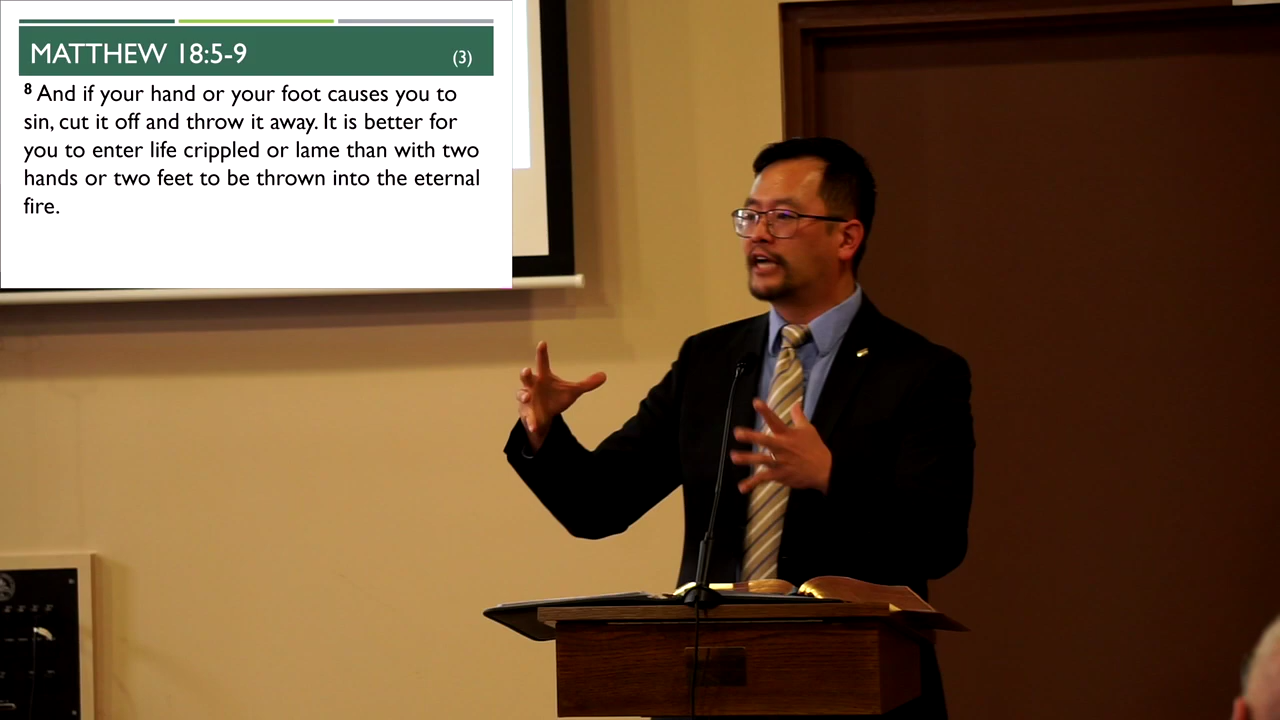 MATTHEW 18:5-9 (3)
8 And if your hand or your foot causes you to
sin, cut it off and throw it away. It is better for
you to enter life crippled or lame than with two
hands or two feet to be thrown into the eternal
fire.